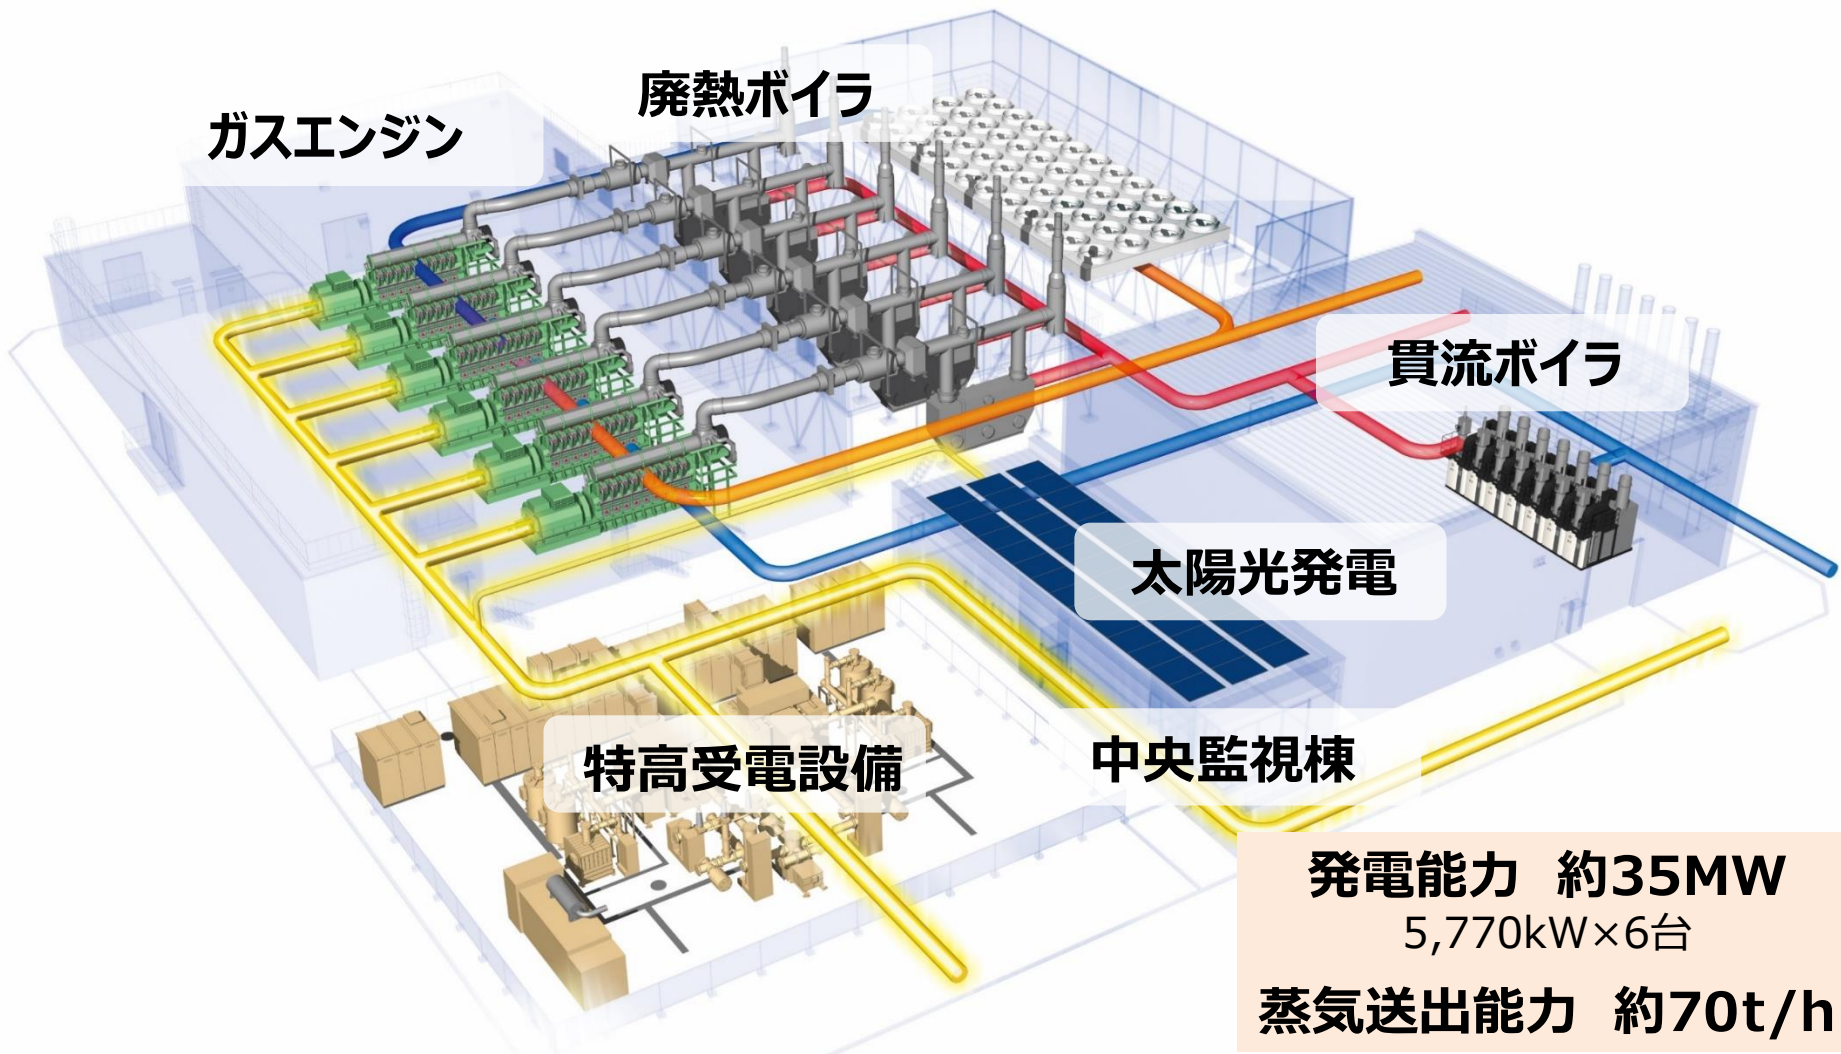 廃熱ボイラ
ガスエンジン
貫流ボイラ
太陽光発電
特高受電設備
中央監視棟
発電能力 約35MW
5,770kW×6台
蒸気送出能力 約70t/h